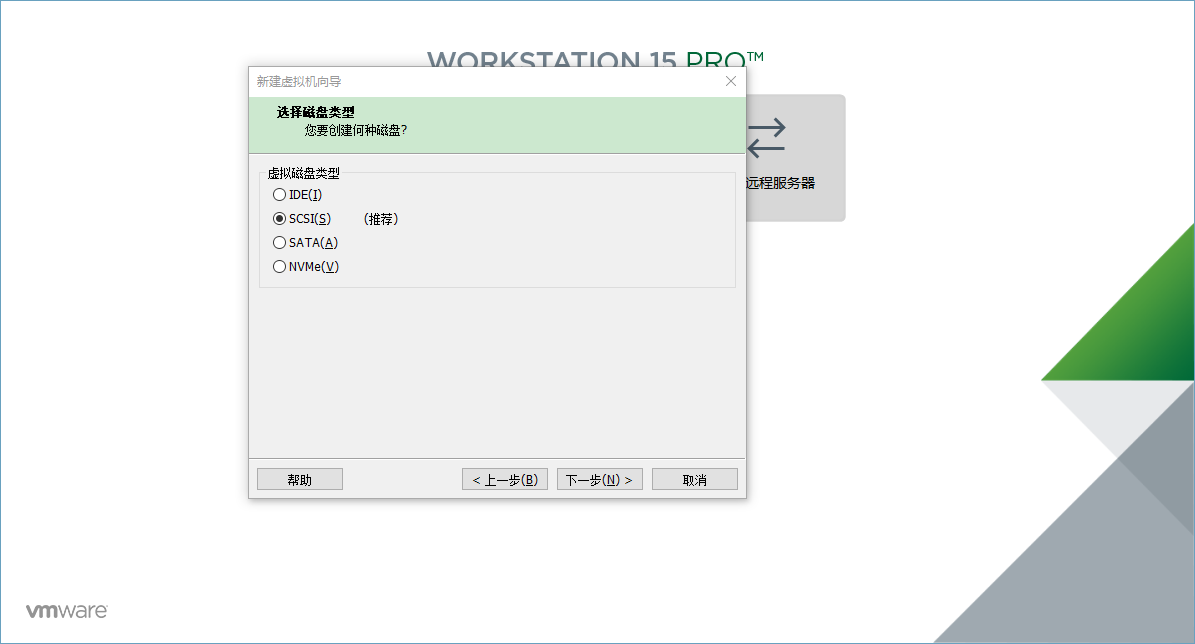 WORKSTATION 15 PRO™
新建虚拟机向导
选择磁盘类型
您要创建何种磁盘?
远程服务器
虚拟磁盘类型
IDE(I)
SCSI(S) (推荐)
SATA(A)
NVMe(V)
帮助
< 上一步(B)
下一步(N) >
取消
vmware